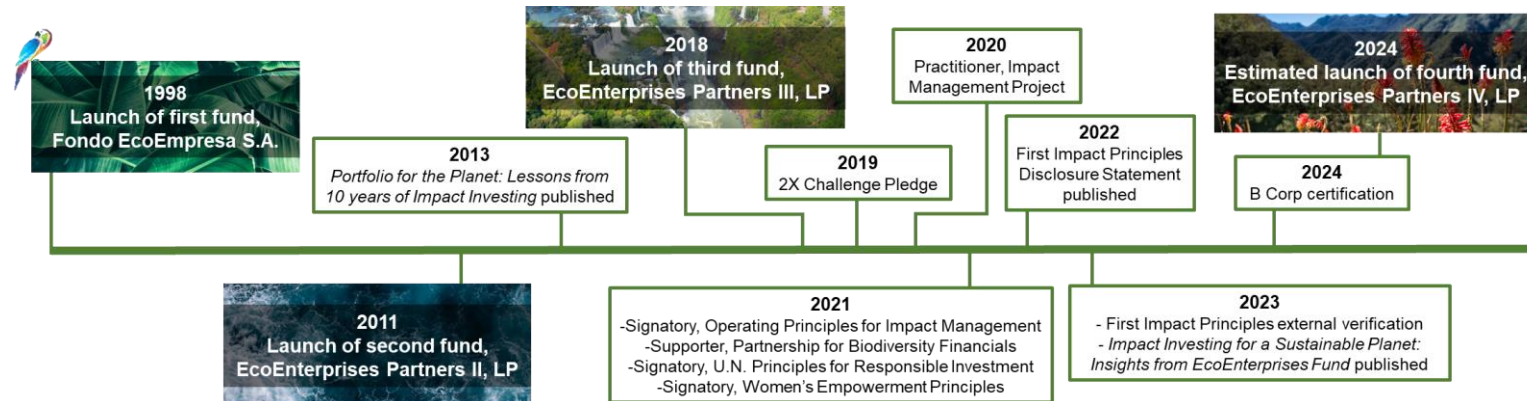 1998
Launch of first fund,
Fondo EcoEmpresa S.A.
2011
Launch of second fund,
EcoEnterprises Partners II, LP
2013
Portfolio for the Planet: Lessons from
10 years of Impact Investing published
2018
Launch of third fund,
EcoEnterprises Partners III, LP
2019
2X Challenge Pledge
2020
Practitioner, Impact
Management Project
2021
-Signatory, Operating Principles for Impact Management
-Supporter, Partnership for Biodiversity Financials
-Signatory, U.N. Principles for Responsible Investment
-Signatory, Women's Empowerment Principles
2022
First Impact Principles
Disclosure Statement
published
2023
- First Impact Principles external verification
- Impact Investing for a Sustainable Planet:
Insights from EcoEnterprises Fund published
2024
Estimated launch of fourth fund,
EcoEnterprises Partners IV, LP
2024
B Corp certification